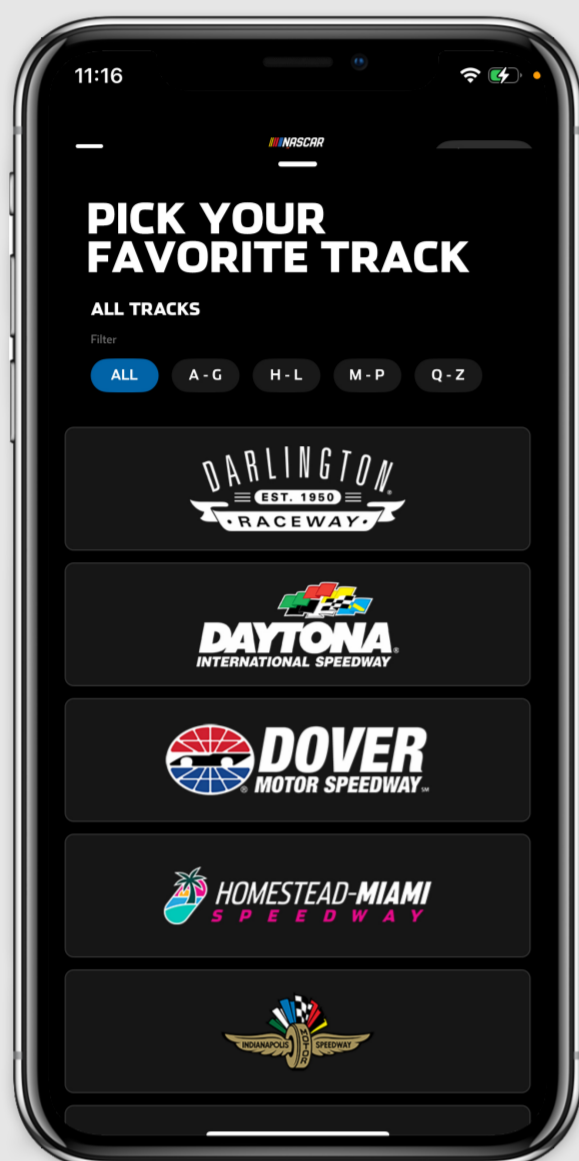 11:16
NASCAR
PICK YOUR
FAVORITE TRACK
ALL TRACKS
Filter
ALL A - G H - L M - P Q - Z
DARLINGTON®
EST. 1950
RACEWAY
DAYTONA®
INTERNATIONAL SPEEDWAY
DOVER
® MOTOR SPEEDWAY SM
HOMESTEAD-MIAMI
SPEEDWAY
INDIANAPOLIS MOTOR SPEEDWAY